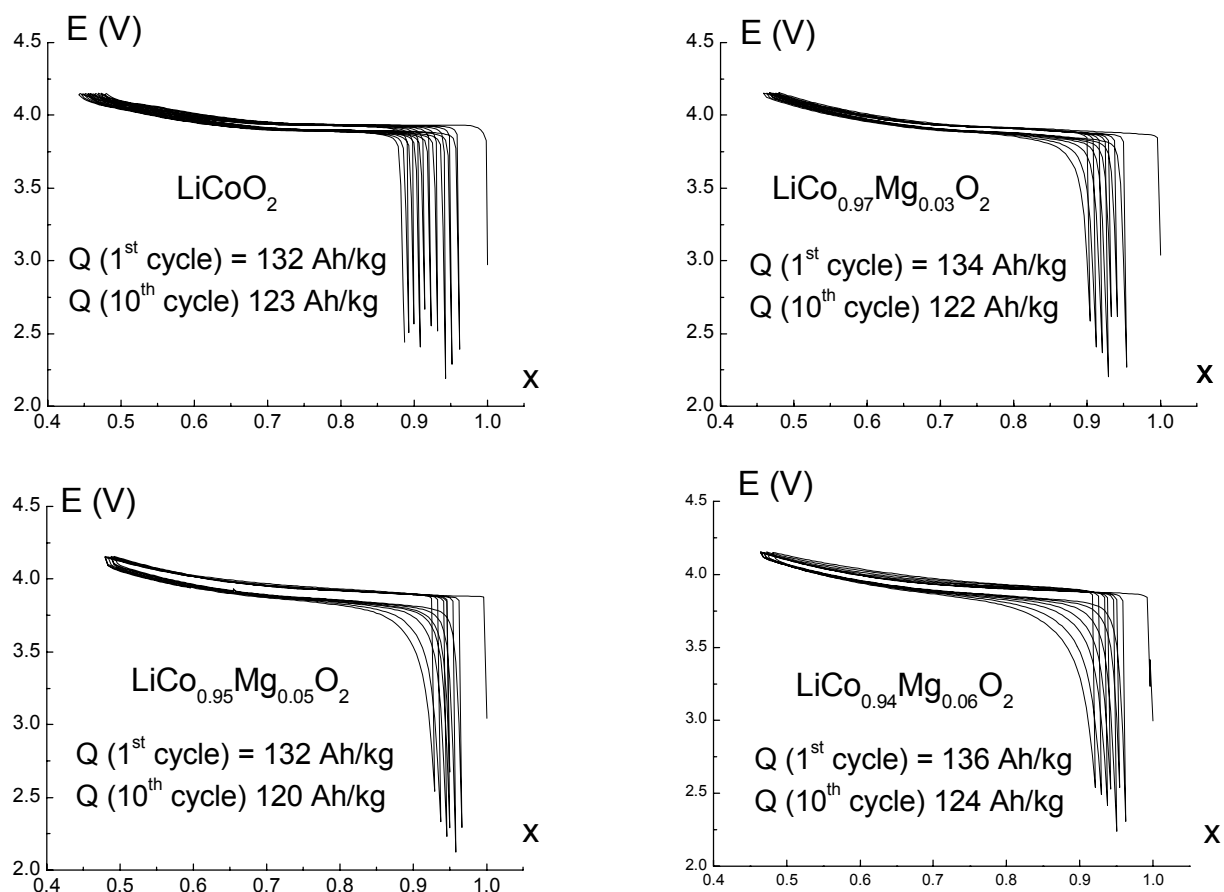 E (V)
4.5
4.0
3.5
3.0
2.5
2.0
LiCoO₂
Q (1ˢᵗ cycle) = 132 Ah/kg
Q (10ᵗʰ cycle) 123 Ah/kg
x
0.4 0.5 0.6 0.7 0.8 0.9 1.0
E (V)
4.5
4.0
3.5
3.0
2.5
2.0
LiCo₀.₉₇Mg₀.₀₃O₂
Q (1ˢᵗ cycle) = 134 Ah/kg
Q (10ᵗʰ cycle) 122 Ah/kg
x
0.4 0.5 0.6 0.7 0.8 0.9 1.0
E (V)
4.5
4.0
3.5
3.0
2.5
2.0
LiCo₀.₉₅Mg₀.₀₅O₂
Q (1ˢᵗ cycle) = 132 Ah/kg
Q (10ᵗʰ cycle) 120 Ah/kg
x
0.4 0.5 0.6 0.7 0.8 0.9 1.0
E (V)
4.5
4.0
3.5
3.0
2.5
2.0
LiCo₀.₉₄Mg₀.₀₆O₂
Q (1ˢᵗ cycle) = 136 Ah/kg
Q (10ᵗʰ cycle) 124 Ah/kg
x
0.4 0.5 0.6 0.7 0.8 0.9 1.0